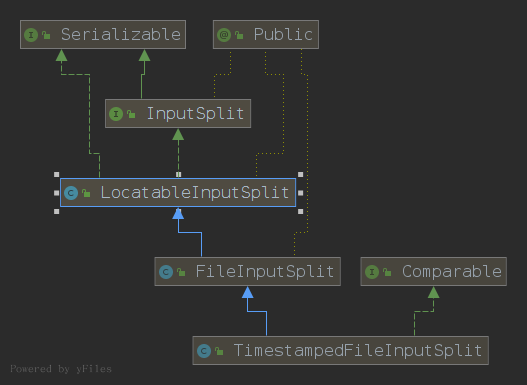 Serializable
Public
InputSplit
LocatableInputSplit
FileInputSplit
Comparable
TimestampedFileInputSplit
Powered by yFiles